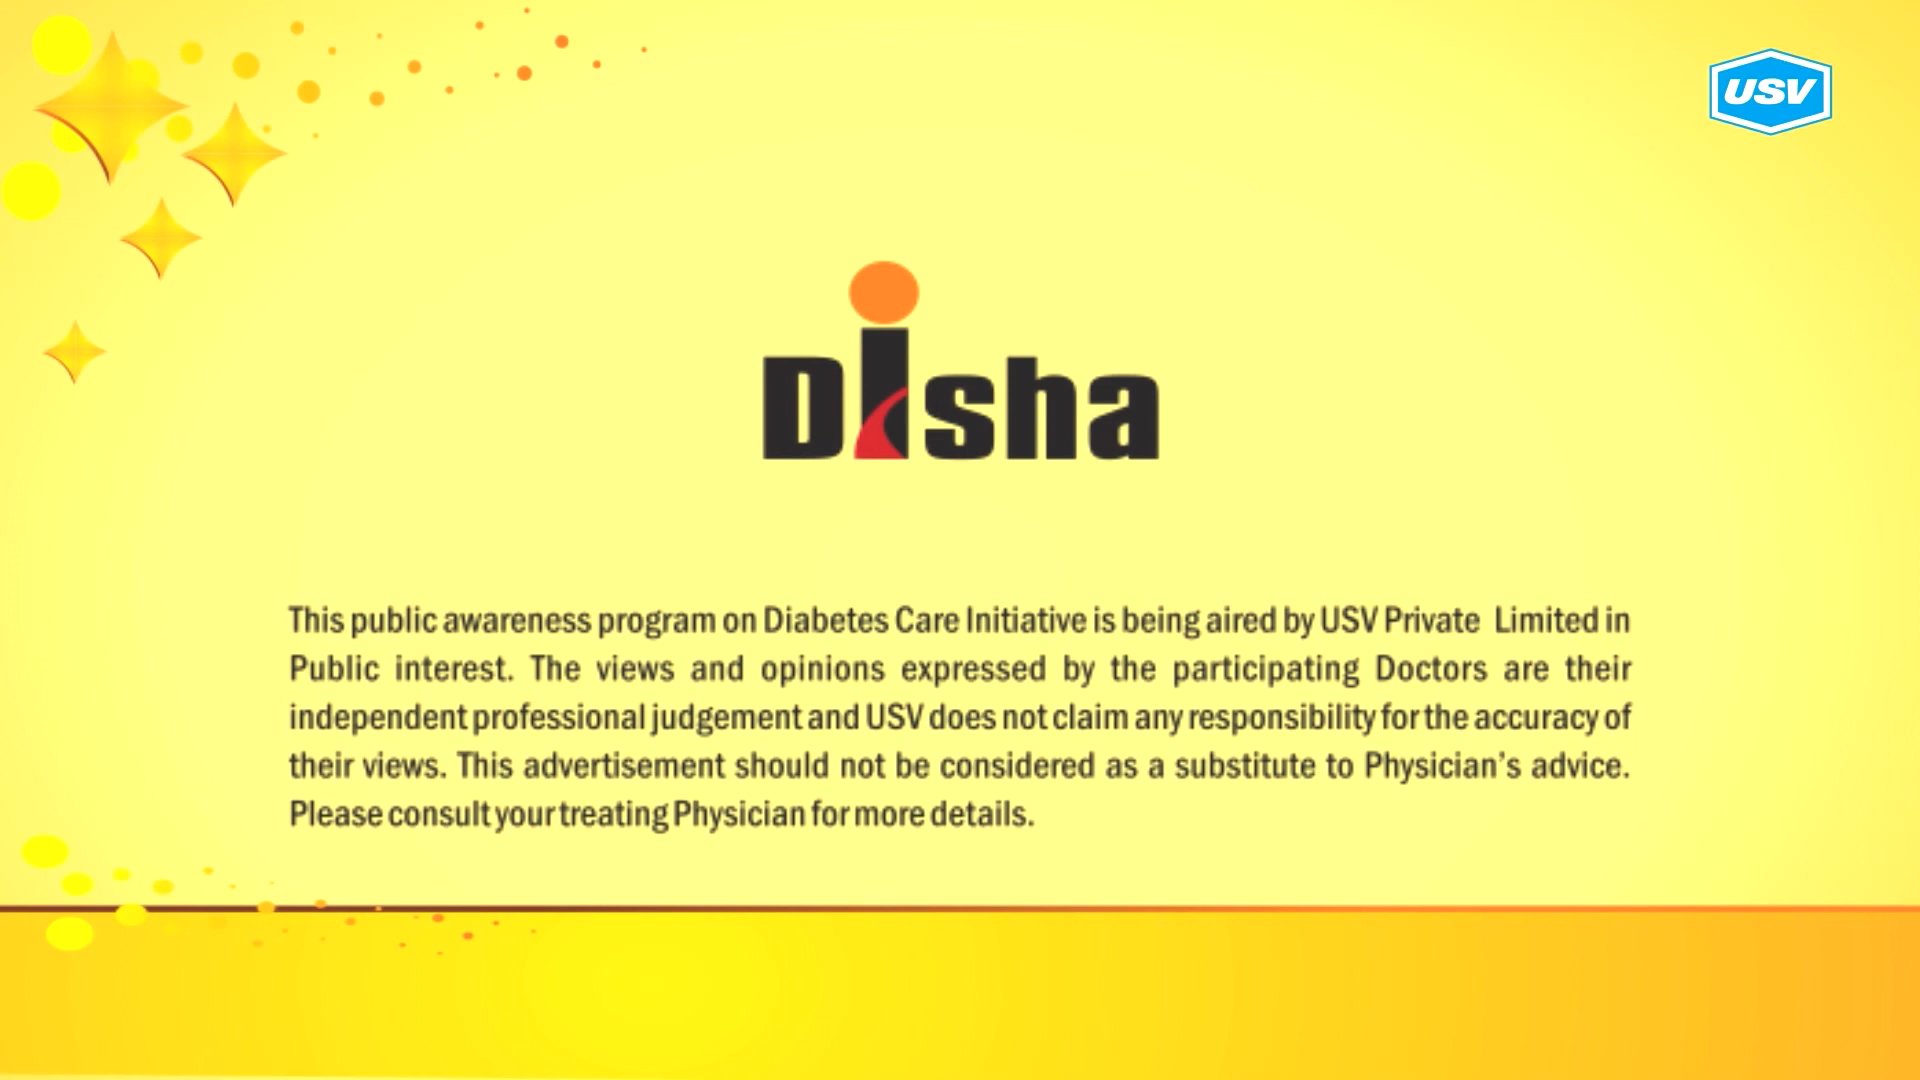 USV
Disha
This public awareness program on Diabetes Care Initiative is being aired by USV Private Limited in
Public interest. The views and opinions expressed by the participating Doctors are their
independent professional judgement and USV does not claim any responsibility for the accuracy of
their views. This advertisement should not be considered as a substitute to Physician’s advice.
Please consult your treating Physician for more details.